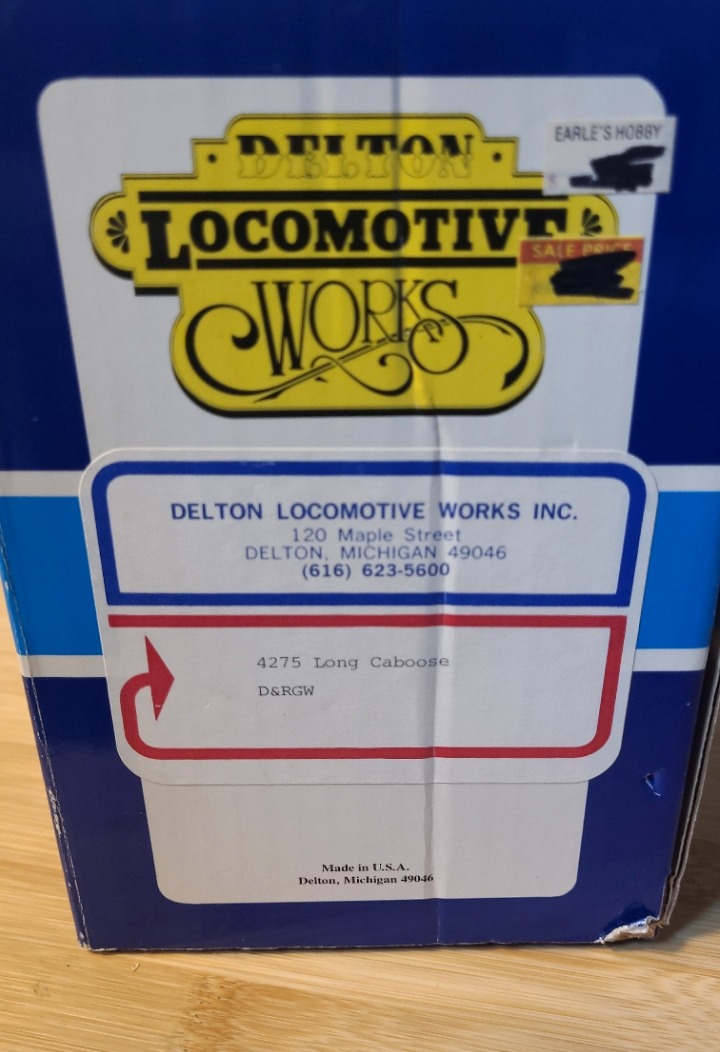 DELTON
LOCOMOTIVE
WORKS
EARLE'S HOBBY
SALE PRICE
DELTON LOCOMOTIVE WORKS INC.
120 Maple Street
DELTON, MICHIGAN 49046
(616) 623-5600
4275 Long Caboose
D&RGW
Made in U.S.A.
Delton, Michigan 49046